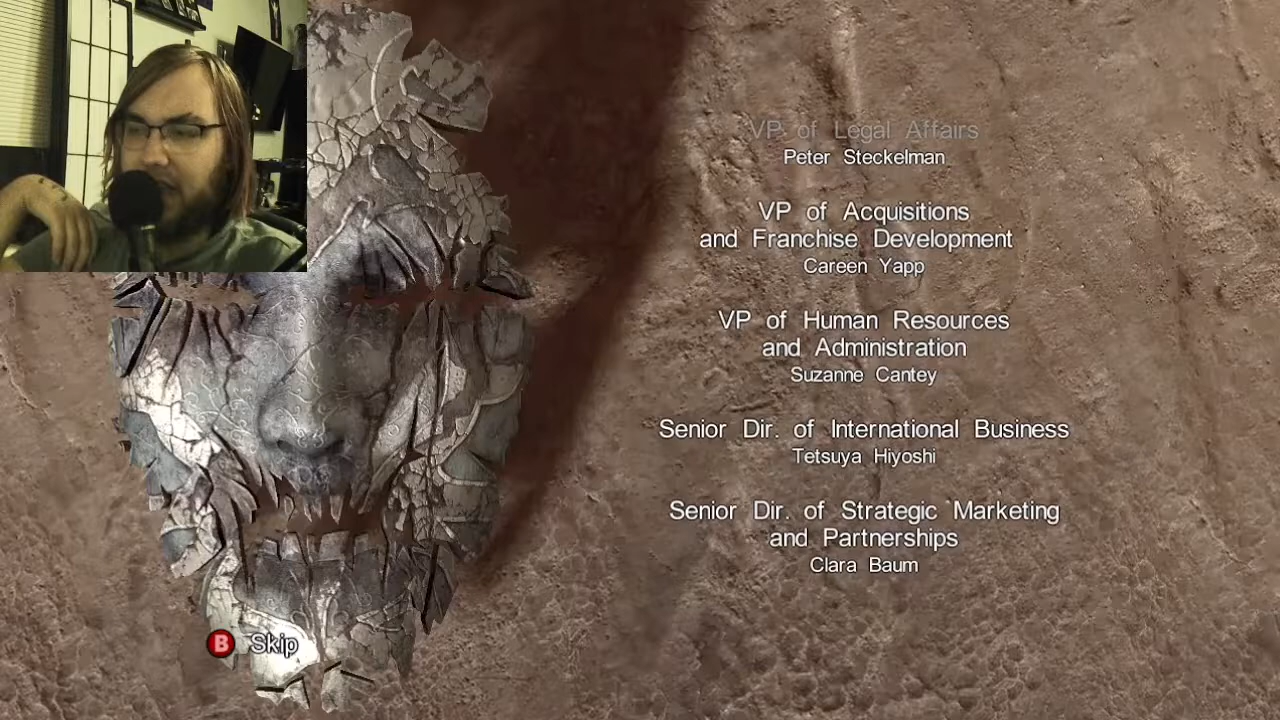 VP of Legal Affairs
Peter Steckelman
VP of Acquisitions
and Franchise Development
Careen Yapp
VP of Human Resources
and Administration
Suzanne Cantey
Senior Dir. of International Business
Tetsuya Hiyoshi
Senior Dir. of Strategic Marketing
and Partnerships
Clara Baum
B Skip